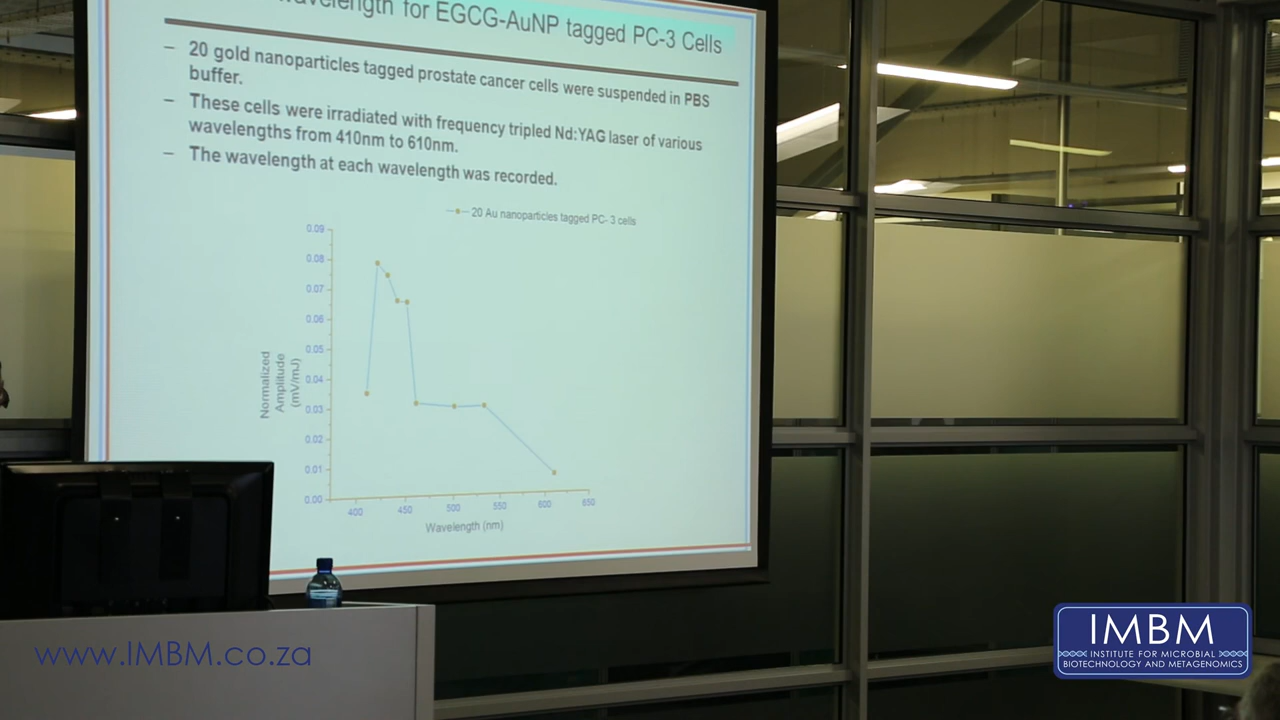 wavelength for EGCG-AuNP tagged PC-3 Cells
– 20 gold nanoparticles tagged prostate cancer cells were suspended in PBS
buffer.
– These cells were irradiated with frequency tripled Nd:YAG laser of various
wavelengths from 410nm to 610nm.
– The wavelength at each wavelength was recorded.
20 Au nanoparticles tagged PC- 3 cells
0.09
0.08
0.07
0.06
0.05
0.04
0.03
0.02
0.01
0.00
Normalized
Amplitude
(mV/mJ)
400 450 500 550 600 650
Wavelength (nm)
www.IMBM.co.za
IMBM
INSTITUTE FOR MICROBIAL
BIOTECHNOLOGY AND METAGENOMICS